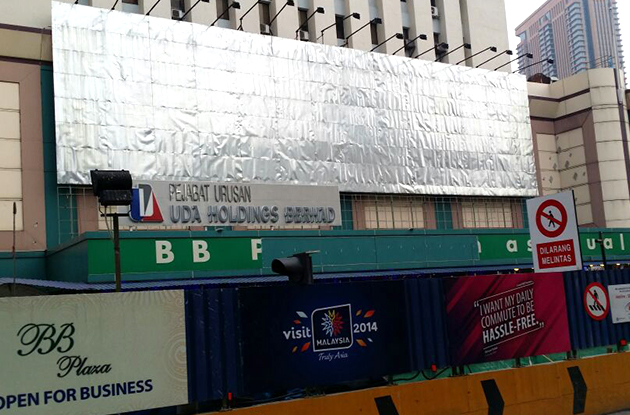 PEJABAT URUSAN
UDA HOLDINGS BERHAD
BB P
DILARANG
MELINTAS
BB
Plaza
OPEN FOR BUSINESS
visit 2014
MALAYSIA
Truly Asia
"I WANT MY DAILY
COMMUTE TO BE
HASSLE-FREE."